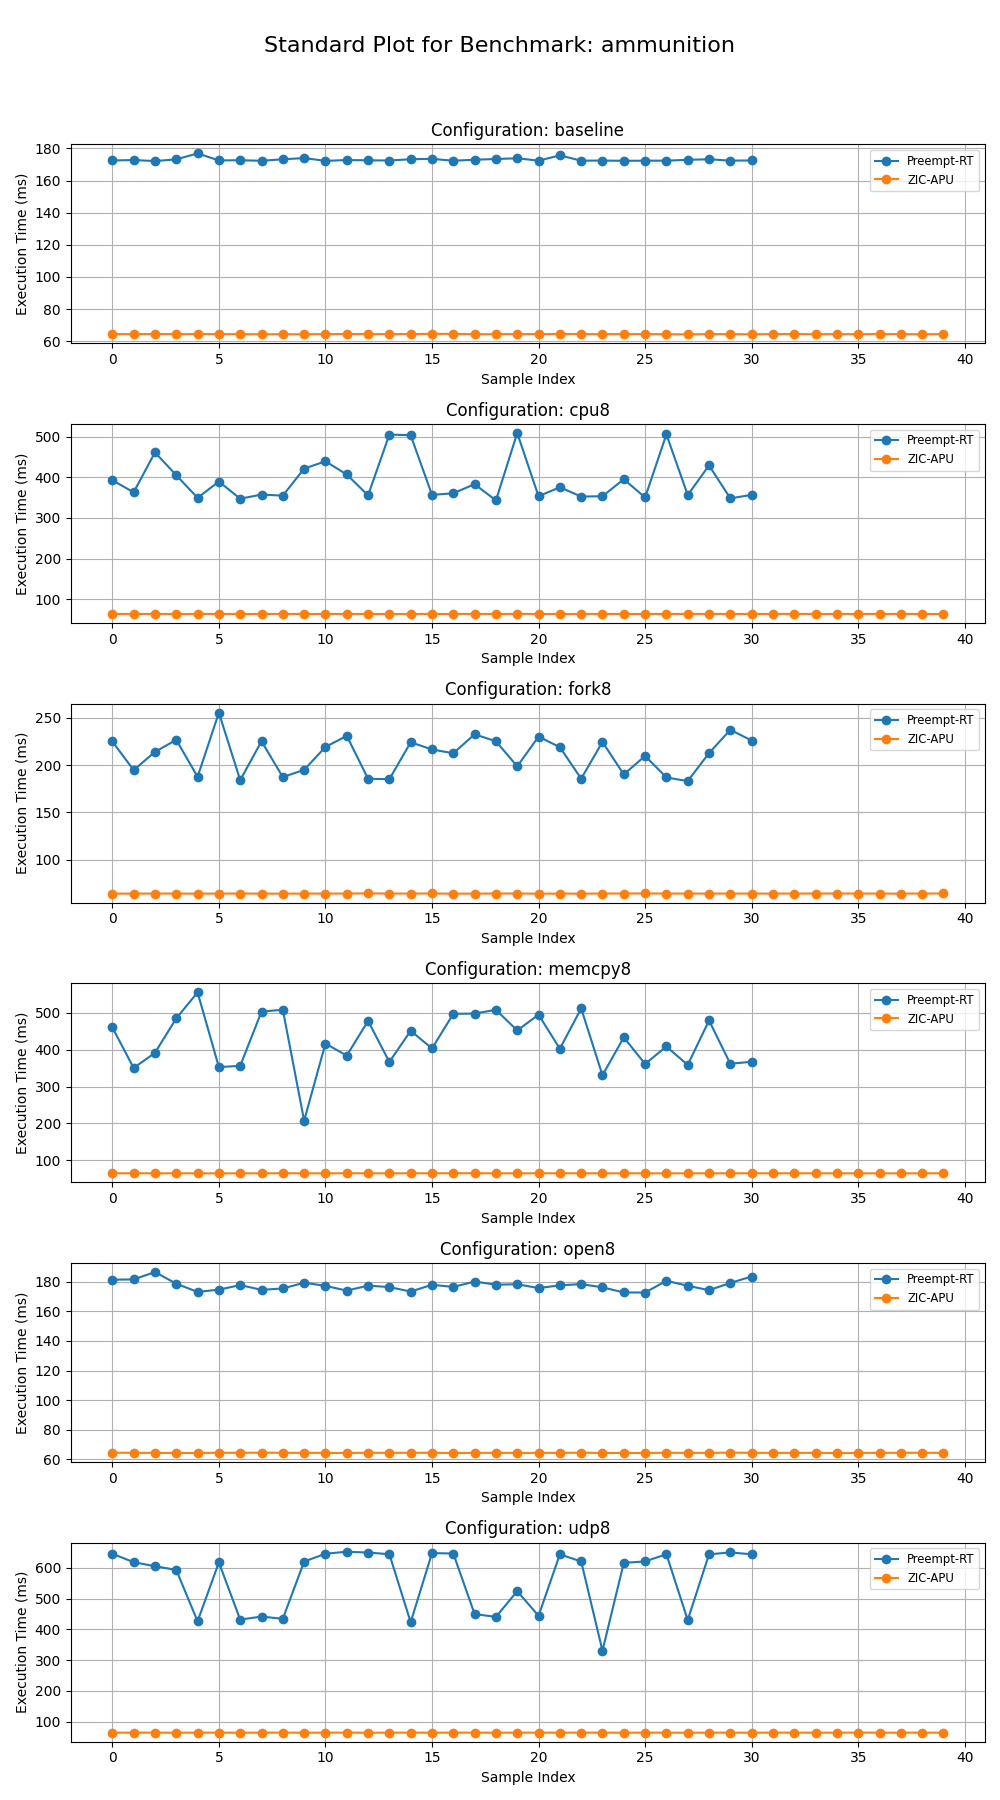 Standard Plot for Benchmark: ammunition
Configuration: baseline
Execution Time (ms)
180
160
140
120
100
80
60
Preempt-RT
ZIC-APU
0 5 10 15 20 25 30 35 40
Sample Index
Configuration: cpu8
Execution Time (ms)
500
400
300
200
100
Preempt-RT
ZIC-APU
0 5 10 15 20 25 30 35 40
Sample Index
Configuration: fork8
Execution Time (ms)
250
200
150
100
Preempt-RT
ZIC-APU
0 5 10 15 20 25 30 35 40
Sample Index
Configuration: memcpy8
Execution Time (ms)
500
400
300
200
100
Preempt-RT
ZIC-APU
0 5 10 15 20 25 30 35 40
Sample Index
Configuration: open8
Execution Time (ms)
180
160
140
120
100
80
60
Preempt-RT
ZIC-APU
0 5 10 15 20 25 30 35 40
Sample Index
Configuration: udp8
Execution Time (ms)
600
500
400
300
200
100
Preempt-RT
ZIC-APU
0 5 10 15 20 25 30 35 40
Sample Index